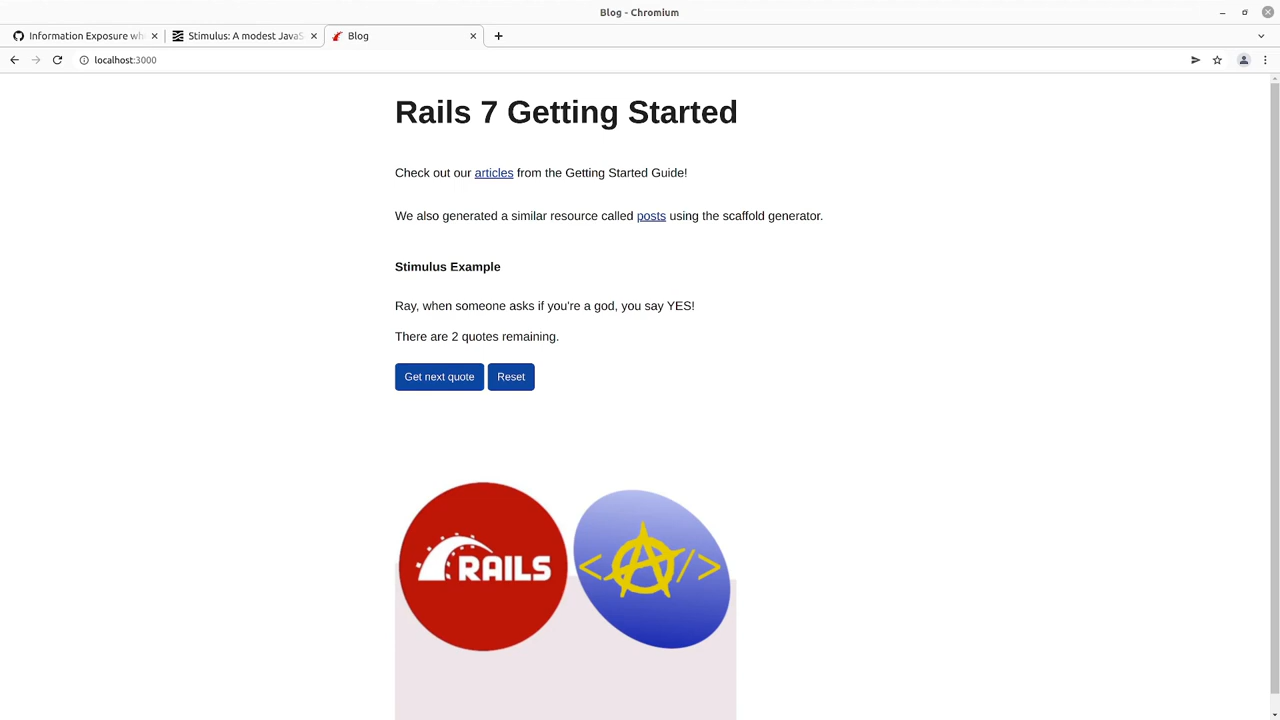 Blog - Chromium
Information Exposure wh
Stimulus: A modest JavaS
Blog
localhost:3000
Rails 7 Getting Started
Check out our articles from the Getting Started Guide!
We also generated a similar resource called posts using the scaffold generator.
Stimulus Example
Ray, when someone asks if you're a god, you say YES!
There are 2 quotes remaining.
Get next quote
Reset
RAILS
<A/>